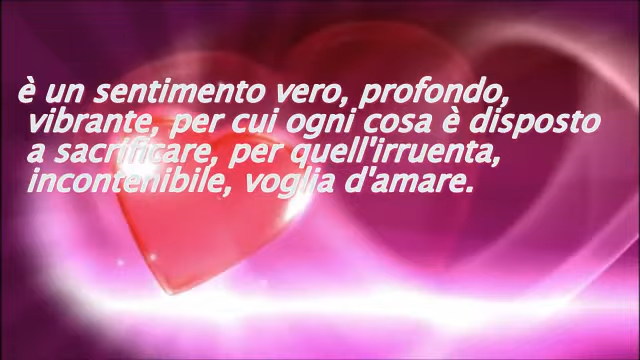 è un sentimento vero, profondo,
vibrante, per cui ogni cosa è disposto
a sacrificare, per quell'irruenta,
incontenibile, voglia d'amare.